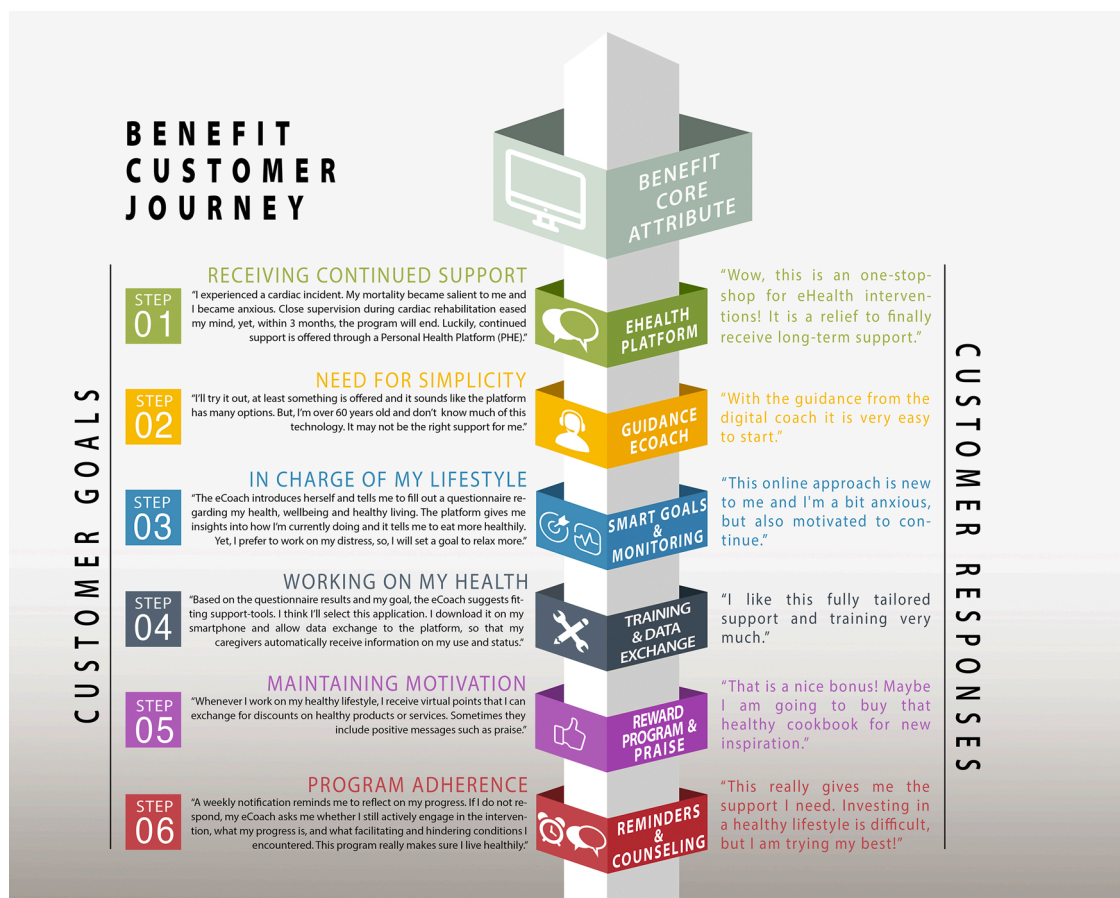 BENEFIT
CUSTOMER
JOURNEY
BENEFIT
CORE
ATTRIBUTE
CUSTOMER GOALS
CUSTOMER RESPONSES
STEP
01
RECEIVING CONTINUED SUPPORT
“I experienced a cardiac incident. My mortality became salient to me and
I became anxious. Close supervision during cardiac rehabilitation eased
my mind, yet, within 3 months, the program will end. Luckily, continued
support is offered through a Personal Health Platform (PHE).”
EHEALTH
PLATFORM
“Wow, this is an one-stop-
shop for eHealth interven-
tions! It is a relief to finally
receive long-term support.”
STEP
02
NEED FOR SIMPLICITY
“I’ll try it out, at least something is offered and it sounds like the platform
has many options. But, I’m over 60 years old and don’t know much of this
technology. It may not be the right support for me.”
GUIDANCE
ECOACH
“With the guidance from the
digital coach it is very easy
to start.”
STEP
03
IN CHARGE OF MY LIFESTYLE
“The eCoach introduces herself and tells me to fill out a questionnaire re-
garding my health, wellbeing and healthy living. The platform gives me
insights into how I’m currently doing and it tells me to eat more healthily.
Yet, I prefer to work on my distress, so, I will set a goal to relax more.”
SMART GOALS
&
MONITORING
“This online approach is new
to me and I'm a bit anxious,
but also motivated to con-
tinue.”
STEP
04
WORKING ON MY HEALTH
“Based on the questionnaire results and my goal, the eCoach suggests fit-
ting support-tools. I think I’ll select this application. I download it on my
smartphone and allow data exchange to the platform, so that my
caregivers automatically receive information on my use and status.”
TRAINING
& DATA
EXCHANGE
“I like this fully tailored
support and training very
much.”
STEP
05
MAINTAINING MOTIVATION
“Whenever I work on my healthy lifestyle, I receive virtual points that I can
exchange for discounts on healthy products or services. Sometimes they
include positive messages such as praise.”
REWARD
PROGRAM &
PRAISE
“That is a nice bonus! Maybe
I am going to buy that
healthy cookbook for new
inspiration.”
STEP
06
PROGRAM ADHERENCE
“A weekly notification reminds me to reflect on my progress. If I do not re-
spond, my eCoach asks me whether I still actively engage in the interven-
tion, what my progress is, and what facilitating and hindering conditions I
encountered. This program really makes sure I live healthily.”
REMINDERS
&
COUNSELING
“This really gives me the
support I need. Investing in
a healthy lifestyle is difficult,
but I am trying my best!”